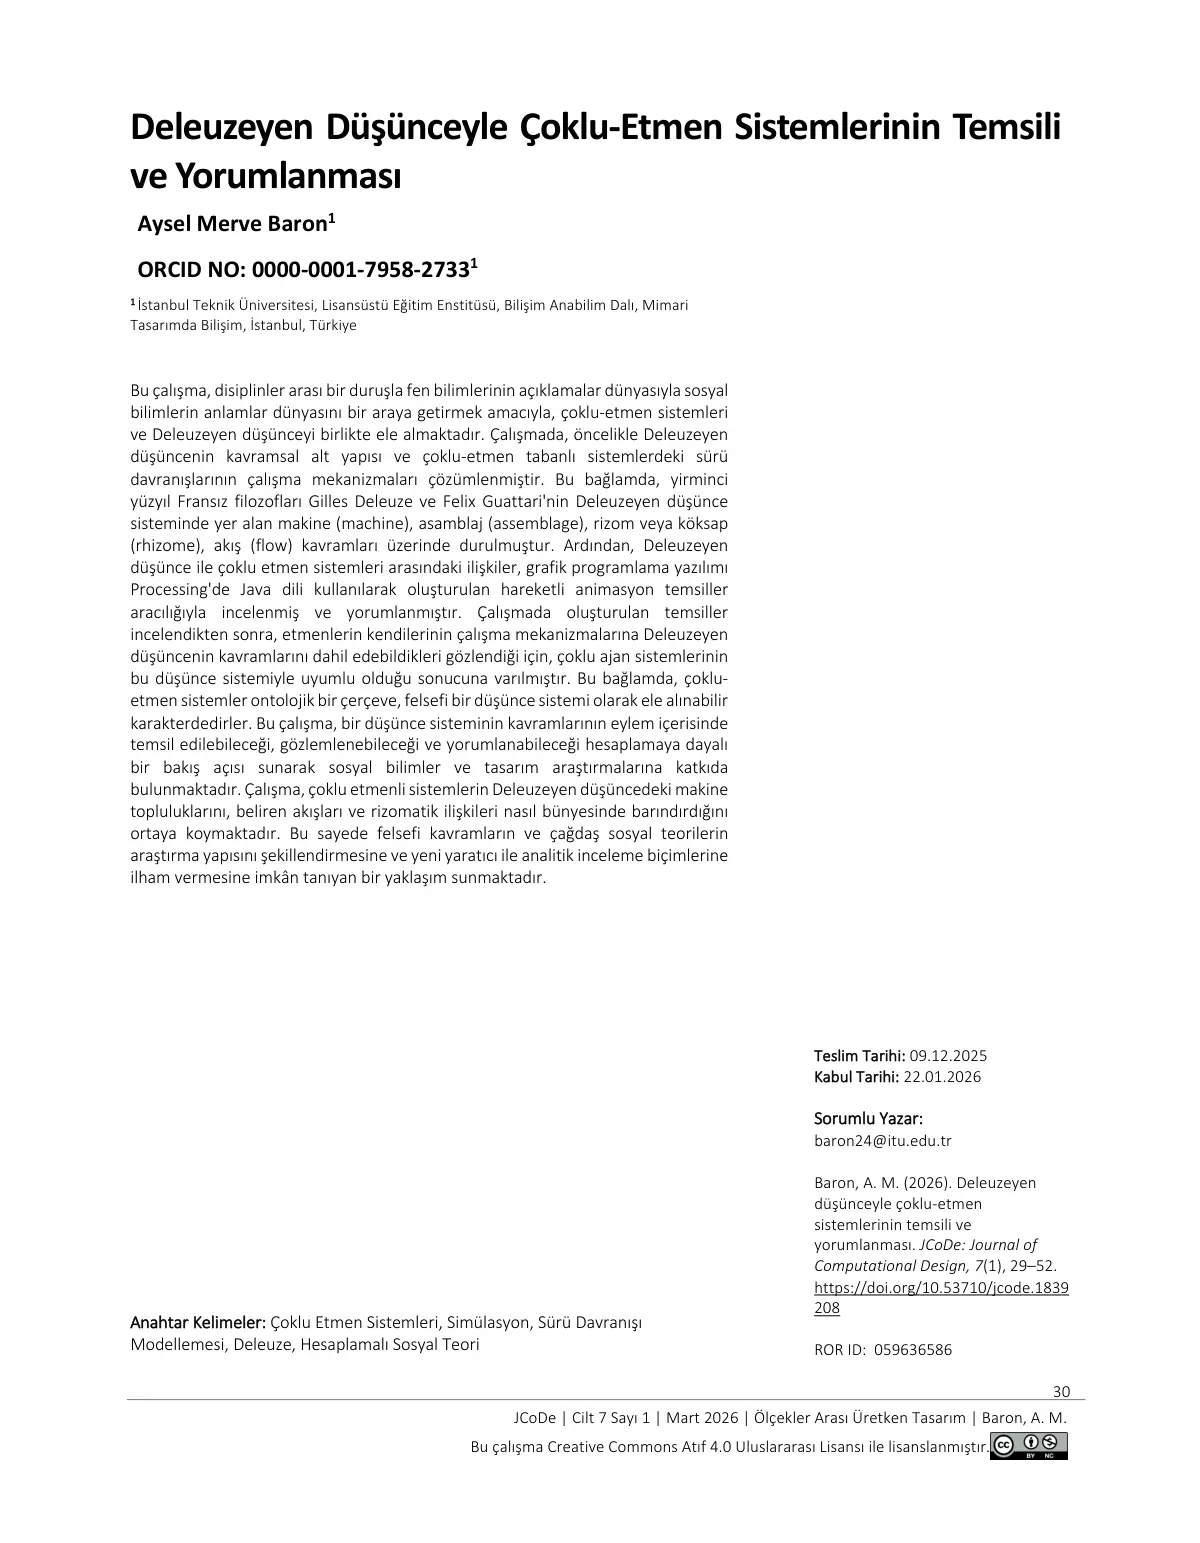 Deleuzeyen Düşünceyle Çoklu-Etmen Sistemlerinin Temsili
ve Yorumlanması
Aysel Merve Baron1
ORCID NO: 0000-0001-7958-27331
1 İstanbul Teknik Üniversitesi, Lisansüstü Eğitim Enstitüsü, Bilişim Anabilim Dalı, Mimari
Tasarımda Bilişim, İstanbul, Türkiye
Bu çalışma, disiplinler arası bir duruşla fen bilimlerinin açıklamalar dünyasıyla sosyal
bilimlerin anlamlar dünyasını bir araya getirmek amacıyla, çoklu-etmen sistemleri
ve Deleuzeyen düşünceyi birlikte ele almaktadır. Çalışmada, öncelikle Deleuzeyen
düşüncenin kavramsal alt yapısı ve çoklu-etmen tabanlı sistemlerdeki sürü
davranışlarının çalışma mekanizmaları çözümlenmiştir. Bu bağlamda, yirminci
yüzyıl Fransız filozofları Gilles Deleuze ve Felix Guattari'nin Deleuzeyen düşünce
sisteminde yer alan makine (machine), asamblaj (assemblage), rizom veya köksap
(rhizome), akış (flow) kavramları üzerinde durulmuştur. Ardından, Deleuzeyen
düşünce ile çoklu etmen sistemleri arasındaki ilişkiler, grafik programlama yazılımı
Processing'de Java dili kullanılarak oluşturulan hareketli animasyon temsiller
aracılığıyla incelenmiş ve yorumlanmıştır. Çalışmada oluşturulan temsiller
incelendikten sonra, etmenlerin kendilerinin çalışma mekanizmalarına Deleuzeyen
düşüncenin kavramlarını dahil edebildikleri gözlendiği için, çoklu ajan sistemlerinin
bu düşünce sistemiyle uyumlu olduğu sonucuna varılmıştır. Bu bağlamda, çoklu-
etmen sistemler ontolojik bir çerçeve, felsefi bir düşünce sistemi olarak ele alınabilir
karakterdedirler. Bu çalışma, bir düşünce sisteminin kavramlarının eylem içerisinde
temsil edilebileceği, gözlemlenebileceği ve yorumlanabileceği hesaplamaya dayalı
bir bakış açısı sunarak sosyal bilimler ve tasarım araştırmalarına katkıda
bulunmaktadır. Çalışma, çoklu etmenli sistemlerin Deleuzeyen düşüncedeki makine
topluluklarını, beliren akışları ve rizomatik ilişkileri nasıl bünyesinde barındırdığını
ortaya koymaktadır. Bu sayede felsefi kavramların ve çağdaş sosyal teorilerin
araştırma yapısını şekillendirmesine ve yeni yaratıcı ile analitik inceleme biçimlerine
ilham vermesine imkân tanıyan bir yaklaşım sunmaktadır.
Teslim Tarihi: 09.12.2025
Kabul Tarihi: 22.01.2026
Sorumlu Yazar:
baron24@itu.edu.tr
Baron, A. M. (2026). Deleuzeyen
düşünceyle çoklu-etmen
sistemlerinin temsili ve
yorumlanması. JCoDe: Journal of
Computational Design, 7(1), 29–52.
https://doi.org/10.53710/jcode.1839
208
ROR ID: 059636586
Anahtar Kelimeler: Çoklu Etmen Sistemleri, Simülasyon, Sürü Davranışı
Modellemesi, Deleuze, Hesaplamalı Sosyal Teori
30
JCoDe | Cilt 7 Sayı 1 | Mart 2026 | Ölçekler Arası Üretken Tasarım | Baron, A. M.
Bu çalışma Creative Commons Atıf 4.0 Uluslararası Lisansı ile lisanslanmıştır.
cc BY NC